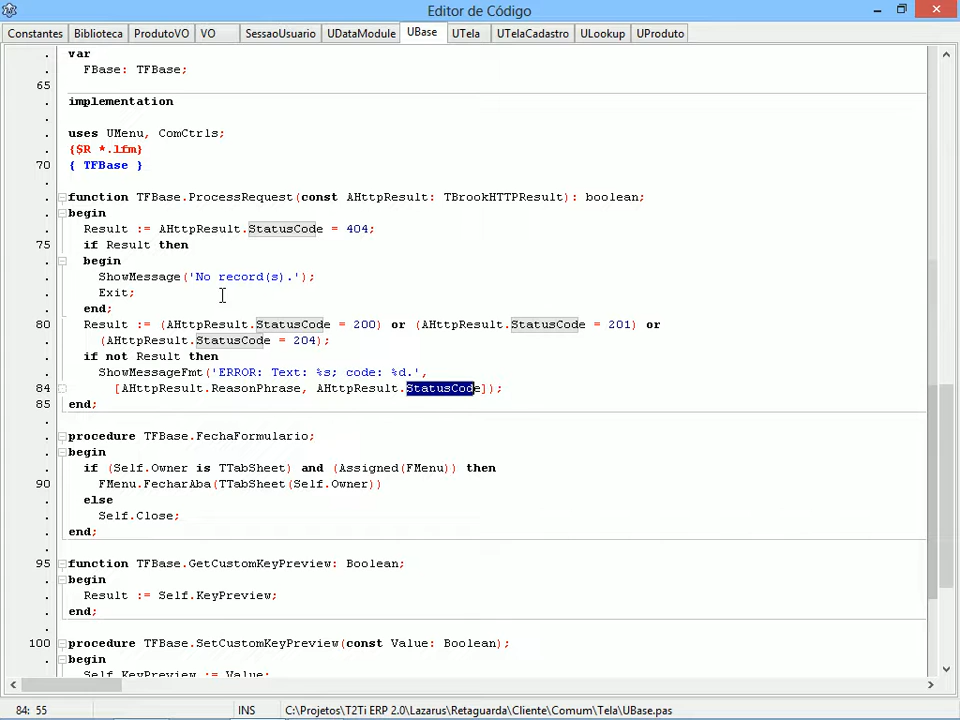 Editor de Código
Constantes Biblioteca ProdutoVO VO SessaoUsuario UDataModule UBase UTela UTelaCadastro ULookup UProduto
. var
. FBase: TFBase;
65
. implementation
.
. uses UMenu, ComCtrls;
. {$R *.lfm}
70 { TFBase }
.
. function TFBase.ProcessRequest(const AHttpResult: TBrookHTTPResult): boolean;
. begin
. Result := AHttpResult.StatusCode = 404;
75 if Result then
. begin
. ShowMessage('No record(s).');
. Exit;
. end;
80 Result := (AHttpResult.StatusCode = 200) or (AHttpResult.StatusCode = 201) or
. (AHttpResult.StatusCode = 204);
. if not Result then
. ShowMessageFmt('ERROR: Text: %s; code: %d.',
84 [AHttpResult.ReasonPhrase, AHttpResult.StatusCode]);
85 end;
.
. procedure TFBase.FechaFormulario;
. begin
. if (Self.Owner is TTabSheet) and (Assigned(FMenu)) then
90 FMenu.FecharAba(TTabSheet(Self.Owner))
. else
. Self.Close;
. end;
.
95 function TFBase.GetCustomKeyPreview: Boolean;
. begin
. Result := Self.KeyPreview;
. end;
.
100 procedure TFBase.SetCustomKeyPreview(const Value: Boolean);
. begin
. Self.KeyPreview := Value;
84: 55 INS C:\Projetos\T2Ti ERP 2.0\Lazarus\Retaguarda\Cliente\Comum\Tela\UBase.pas